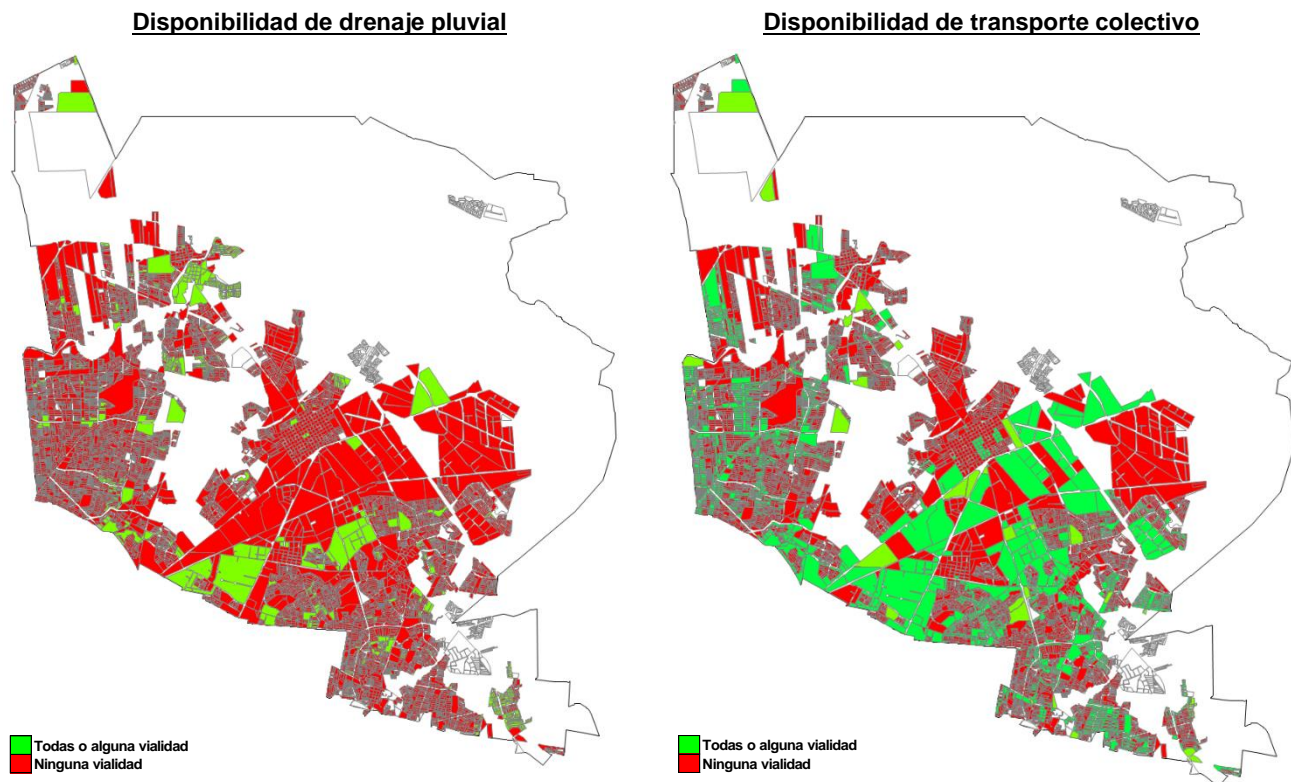 Disponibilidad de drenaje pluvial
Todas o alguna vialidad
Ninguna vialidad
Disponibilidad de transporte colectivo
Todas o alguna vialidad
Ninguna vialidad